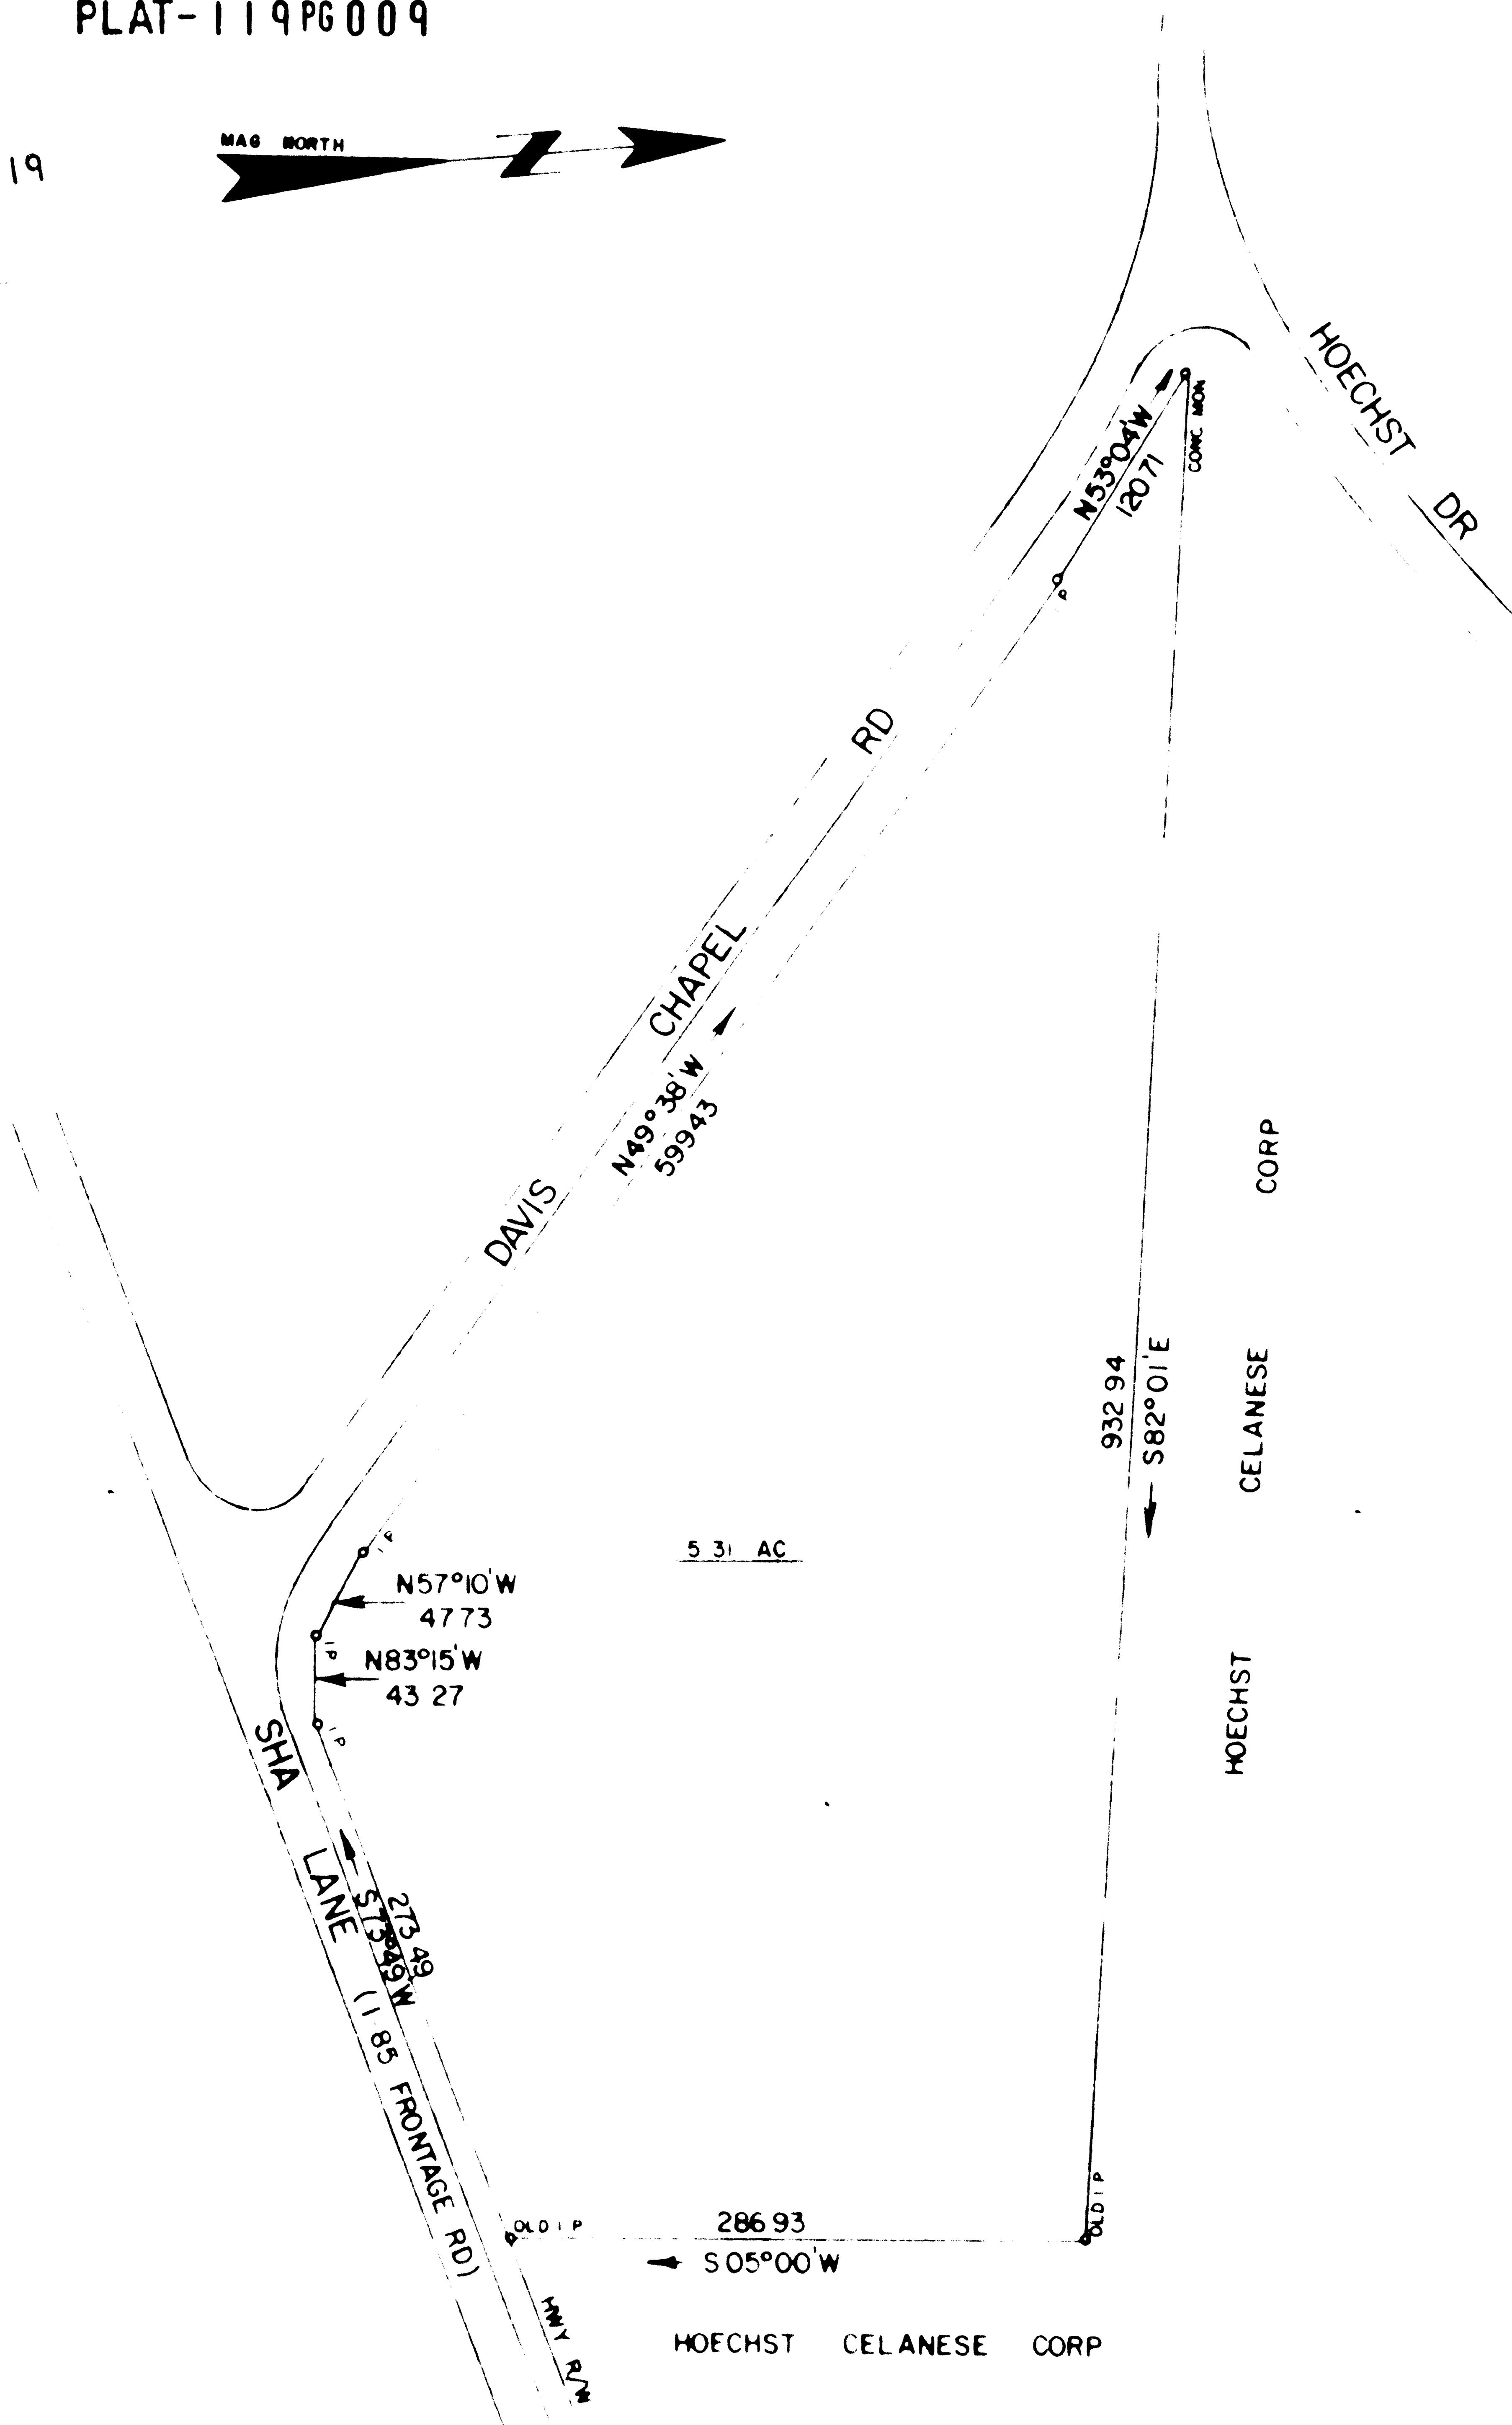 PLAT-119PG009
19
MAG NORTH
HOECHST DR
CONC MON
N53°04'W
120 71
P
RD
CHAPEL
DAVIS
N49°38'W
599 43
CORP
CELANESE
HOECHST
932 94
S82°01'E
5 31 AC
I P
N57°10'W
47 73
I P
N83°15'W
43 27
I P
SHA LANE (I 85 FRONTAGE RD)
273 49
S73°49'W
OLD I P
286 93
S05°00'W
OLD I P
HWY R/W
HOECHST CELANESE CORP